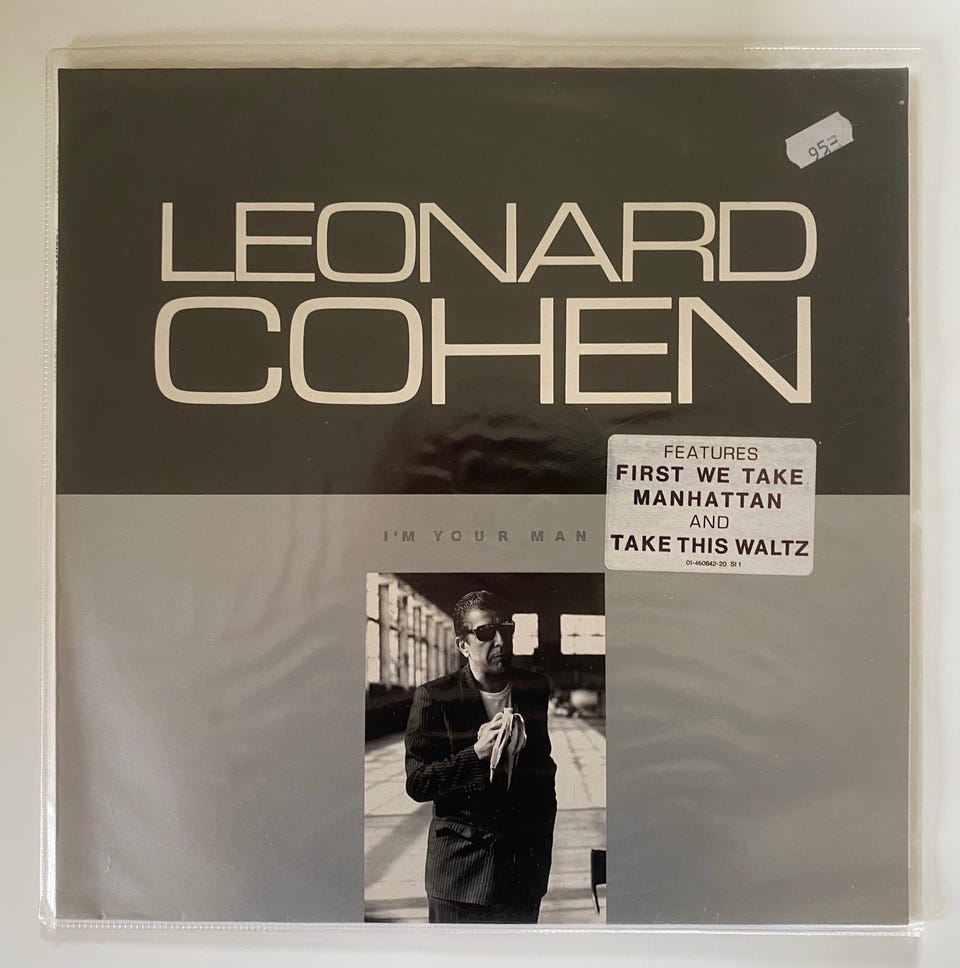 95=
LEONARD
COHEN
FEATURES
FIRST WE TAKE
MANHATTAN
AND
TAKE THIS WALTZ
01-460642-20 St 1
I'M YOUR MAN